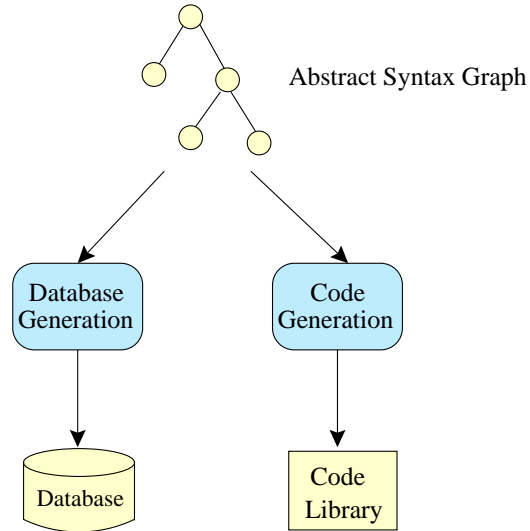 Abstract Syntax Graph
Database
Generation
Code
Generation
Database
Code
Library